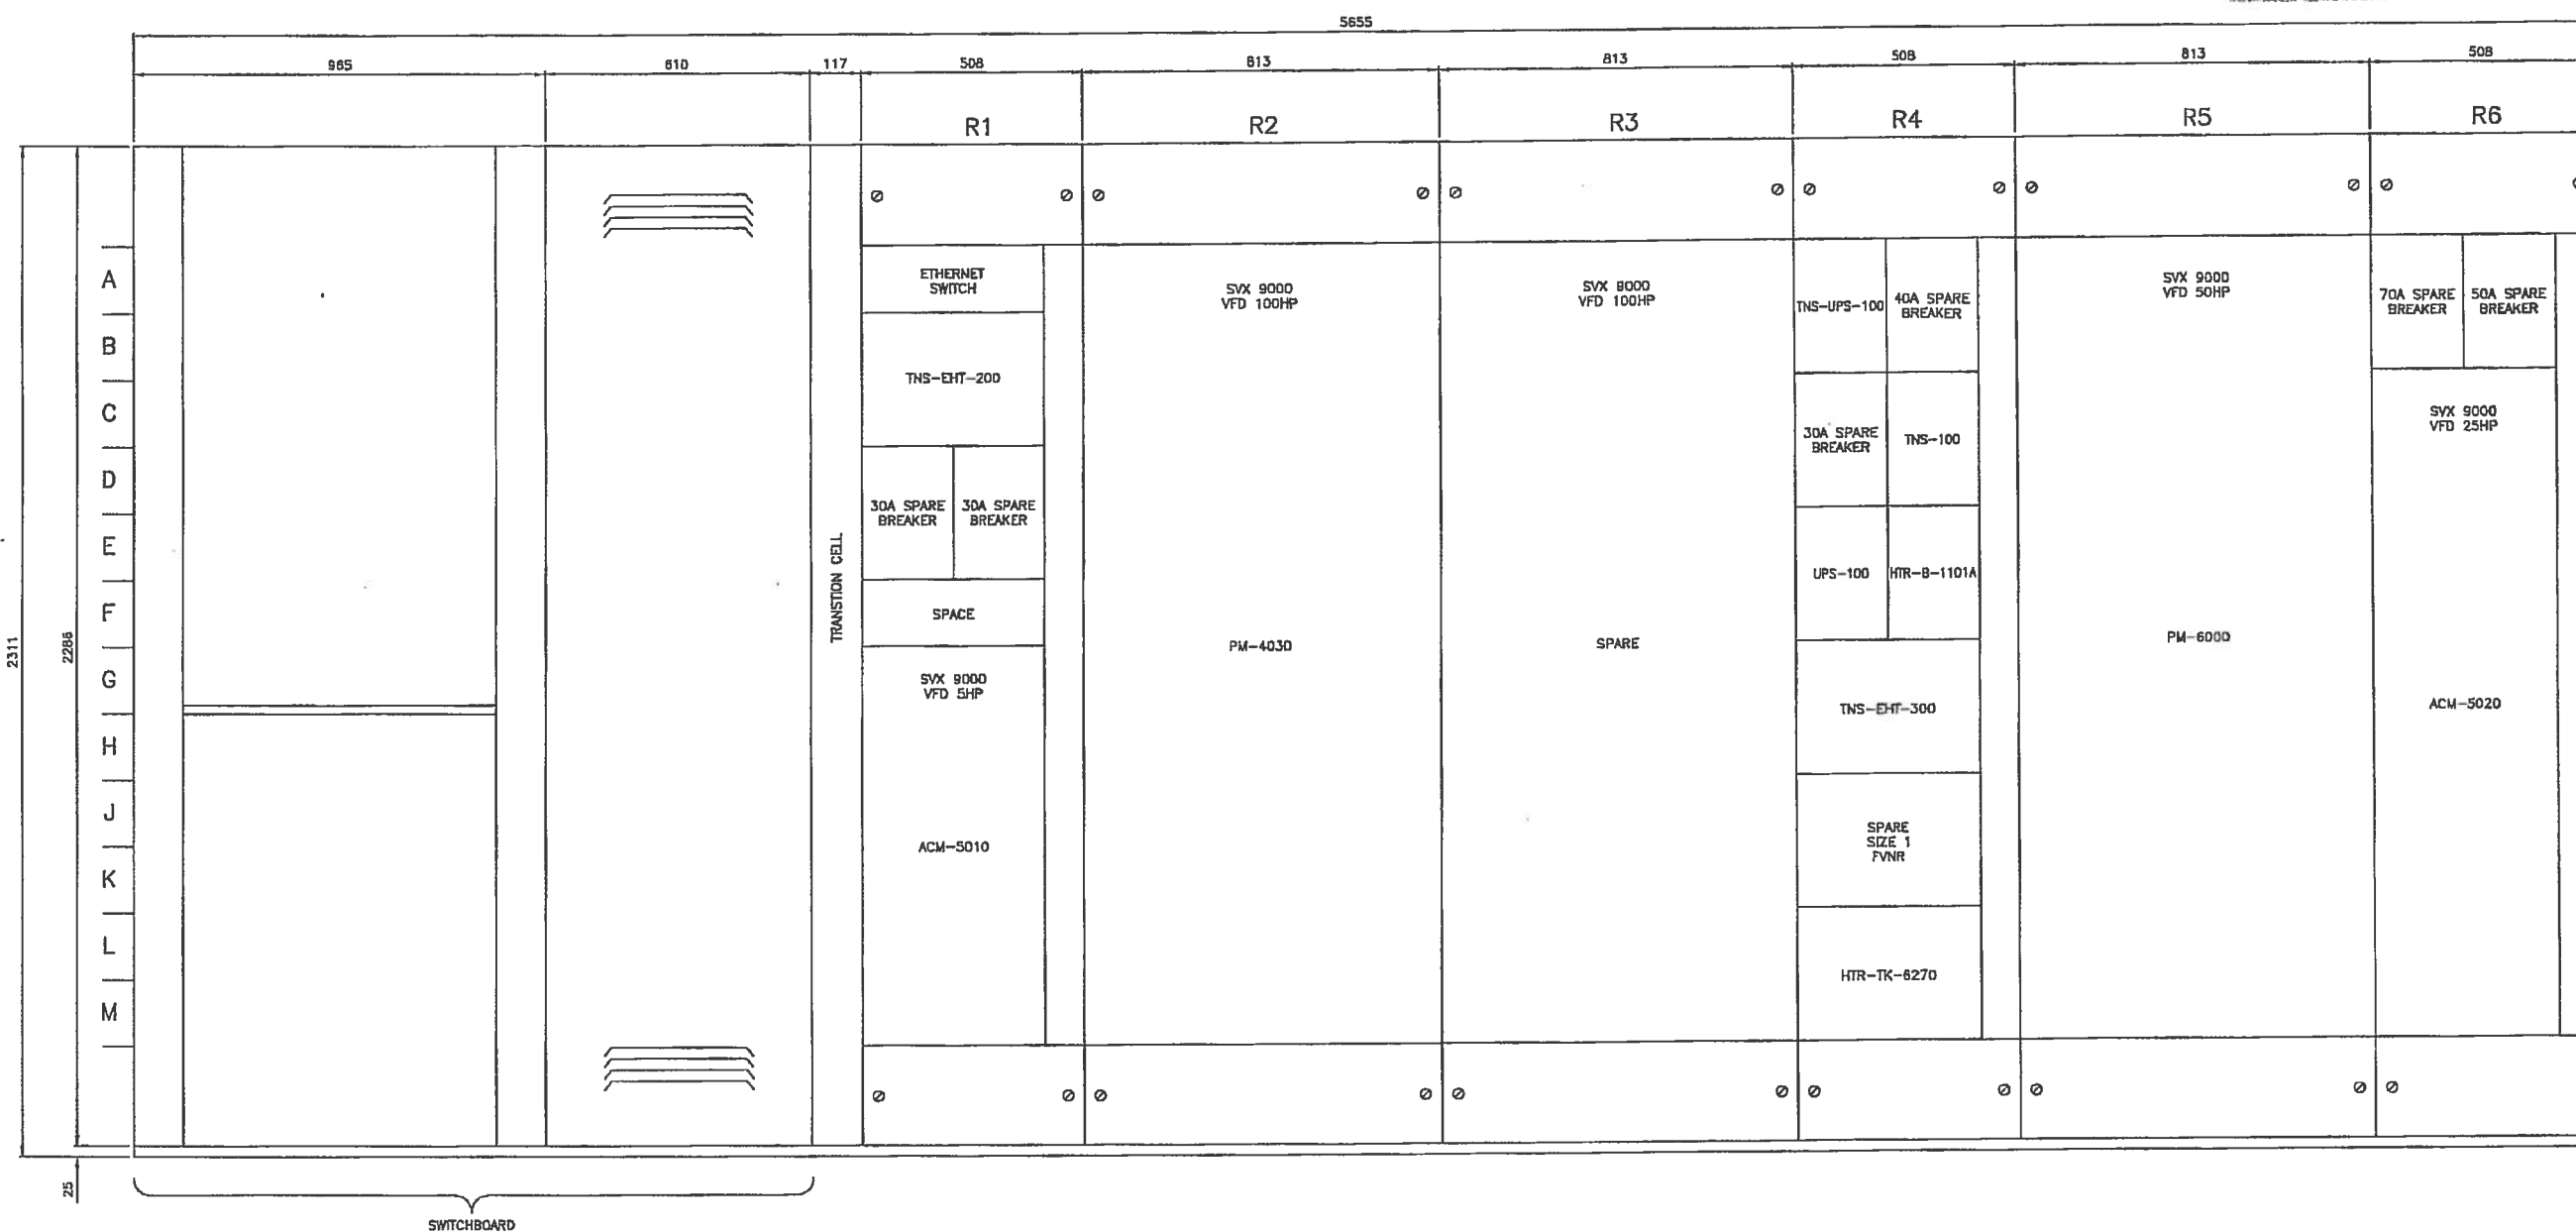 5655
965
610
117
508
813
813
508
813
508
R1
R2
R3
R4
R5
R6
A
B
C
D
E
F
G
H
J
K
L
M
2311
2286
25
TRANSTION CELL
ETHERNET
SWITCH
TNS-EHT-200
30A SPARE
BREAKER
30A SPARE
BREAKER
SPACE
SVX 9000
VFD 5HP
ACM-5010
SVX 9000
VFD 100HP
PM-4030
SVX 9000
VFD 100HP
SPARE
TNS-UPS-100
40A SPARE
BREAKER
30A SPARE
BREAKER
TNS-100
UPS-100
HTR-B-1101A
TNS-EHT-300
SPARE
SIZE 1
FVNR
HTR-TK-6270
SVX 9000
VFD 50HP
PM-6000
70A SPARE
BREAKER
50A SPARE
BREAKER
SVX 9000
VFD 25HP
ACM-5020
SWITCHBOARD